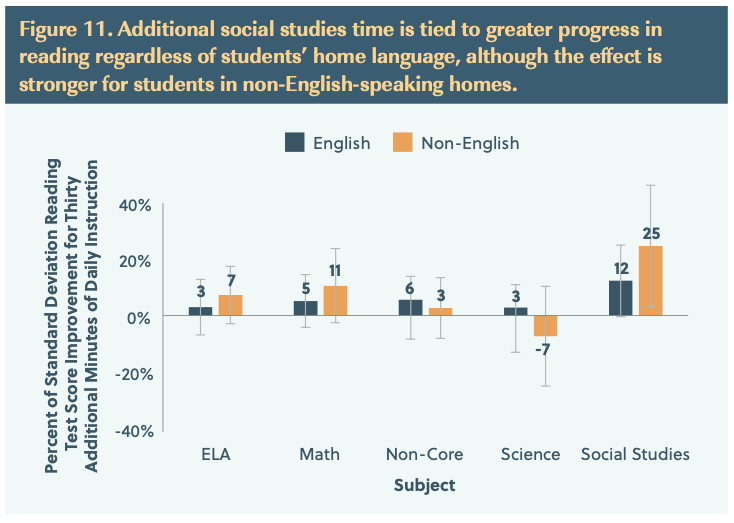 Figure 11. Additional social studies time is tied to greater progress in
reading regardless of students’ home language, although the effect is
stronger for students in non-English-speaking homes.
English
Non-English
Percent of Standard Deviation Reading
Test Score Improvement for Thirty
Additional Minutes of Daily Instruction
40%
20%
0%
-20%
-40%
3
7
5
11
6
3
3
-7
12
25
ELA
Math
Non-Core
Science
Social Studies
Subject